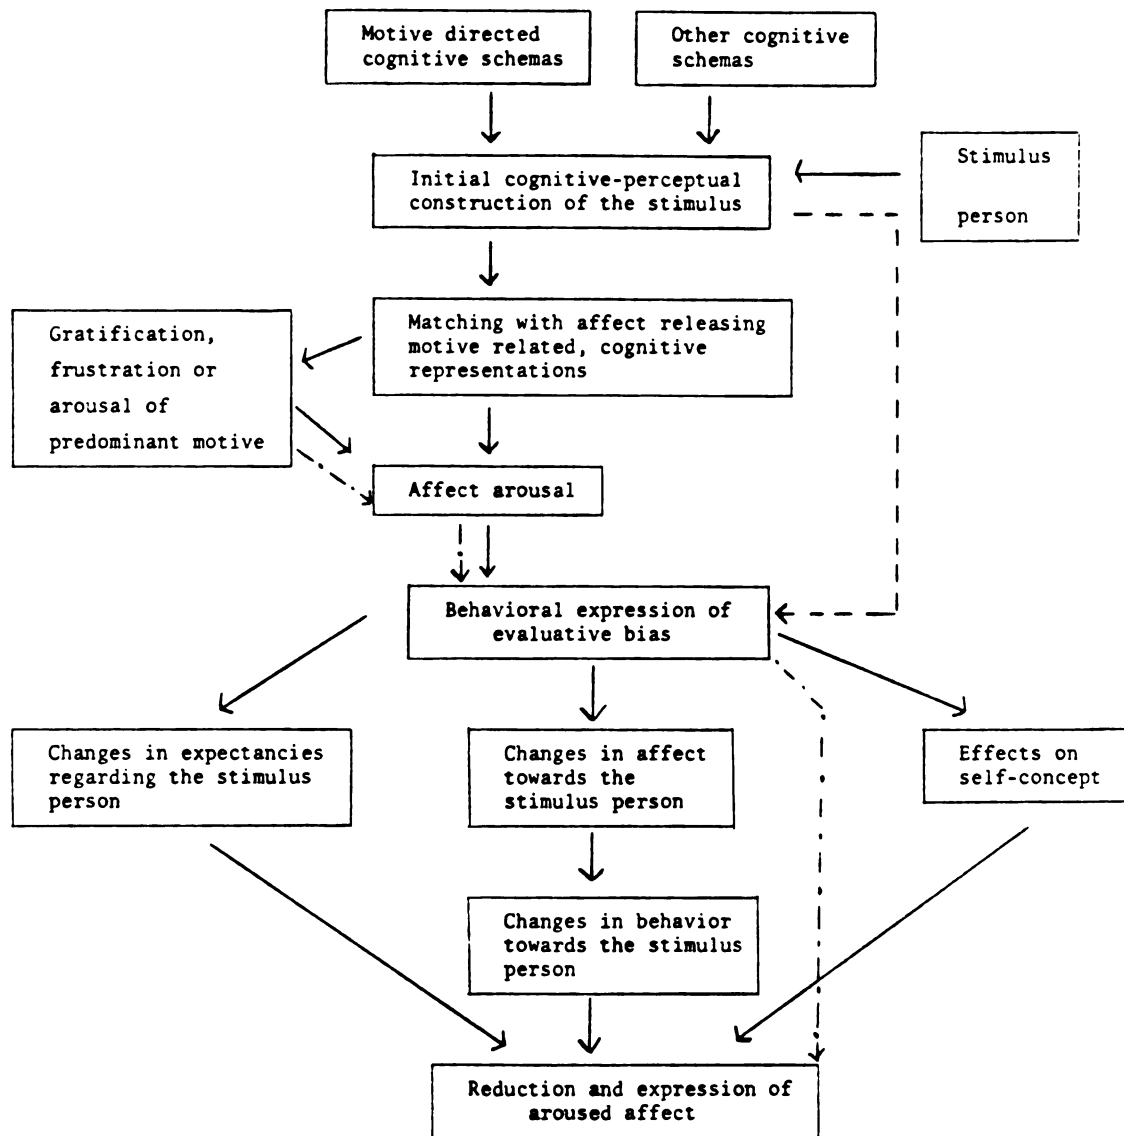 Motive directed
cognitive schemas
Other cognitive
schemas
Initial cognitive-perceptual
construction of the stimulus
Stimulus
person
Matching with affect releasing
motive related, cognitive
representations
Gratification,
frustration or
arousal of
predominant motive
Affect arousal
Behavioral expression of
evaluative bias
Changes in expectancies
regarding the stimulus
person
Changes in affect
towards the
stimulus person
Effects on
self-concept
Changes in behavior
towards the stimulus
person
Reduction and expression of
aroused affect